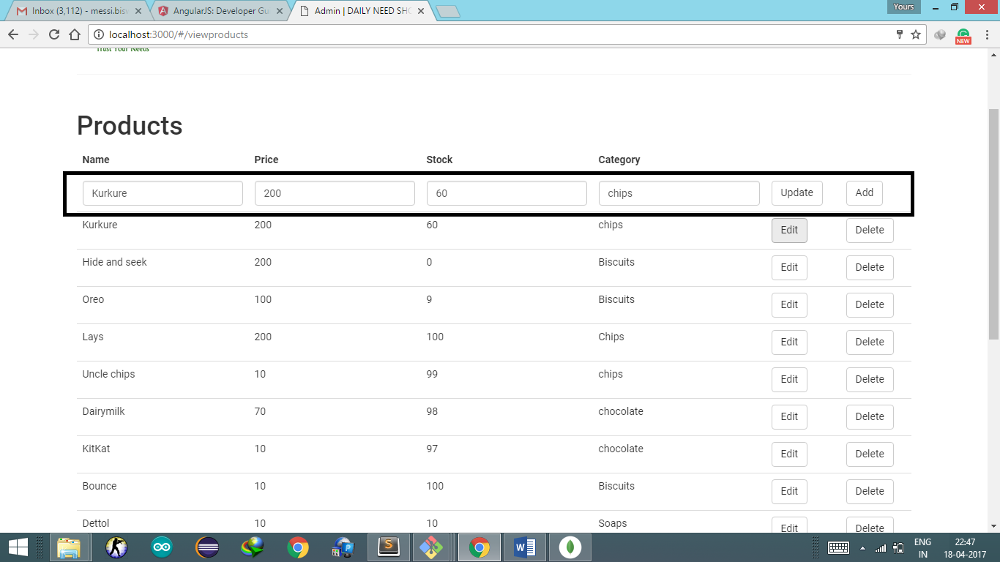 Inbox (3,112) - messi.bis
AngularJS: Developer Gu
Admin | DAILY NEED SHO
Yours
localhost:3000/#/viewproducts
NEW
Trust Your Needs
Products
Name Price Stock Category
Kurkure 200 60 chips Update Add
Kurkure 200 60 chips Edit Delete
Hide and seek 200 0 Biscuits Edit Delete
Oreo 100 9 Biscuits Edit Delete
Lays 200 100 Chips Edit Delete
Uncle chips 10 99 chips Edit Delete
Dairymilk 70 98 chocolate Edit Delete
KitKat 10 97 chocolate Edit Delete
Bounce 10 100 Biscuits Edit Delete
Dettol 10 10 Soaps Edit Delete
ENG 22:47
IN 18-04-2017